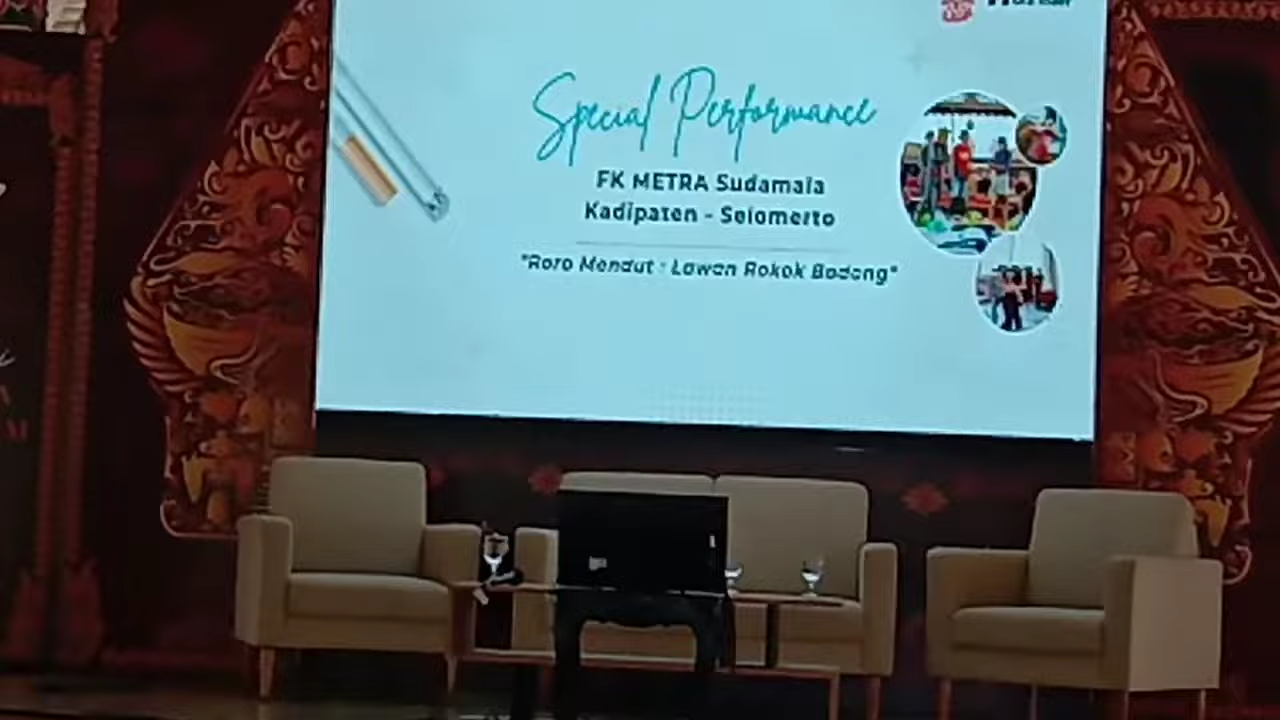 Special Performance
FK METRA Sudamala
Kadipaten - Selomerto
"Roro Mendut : Lawan Rokok Bodong"